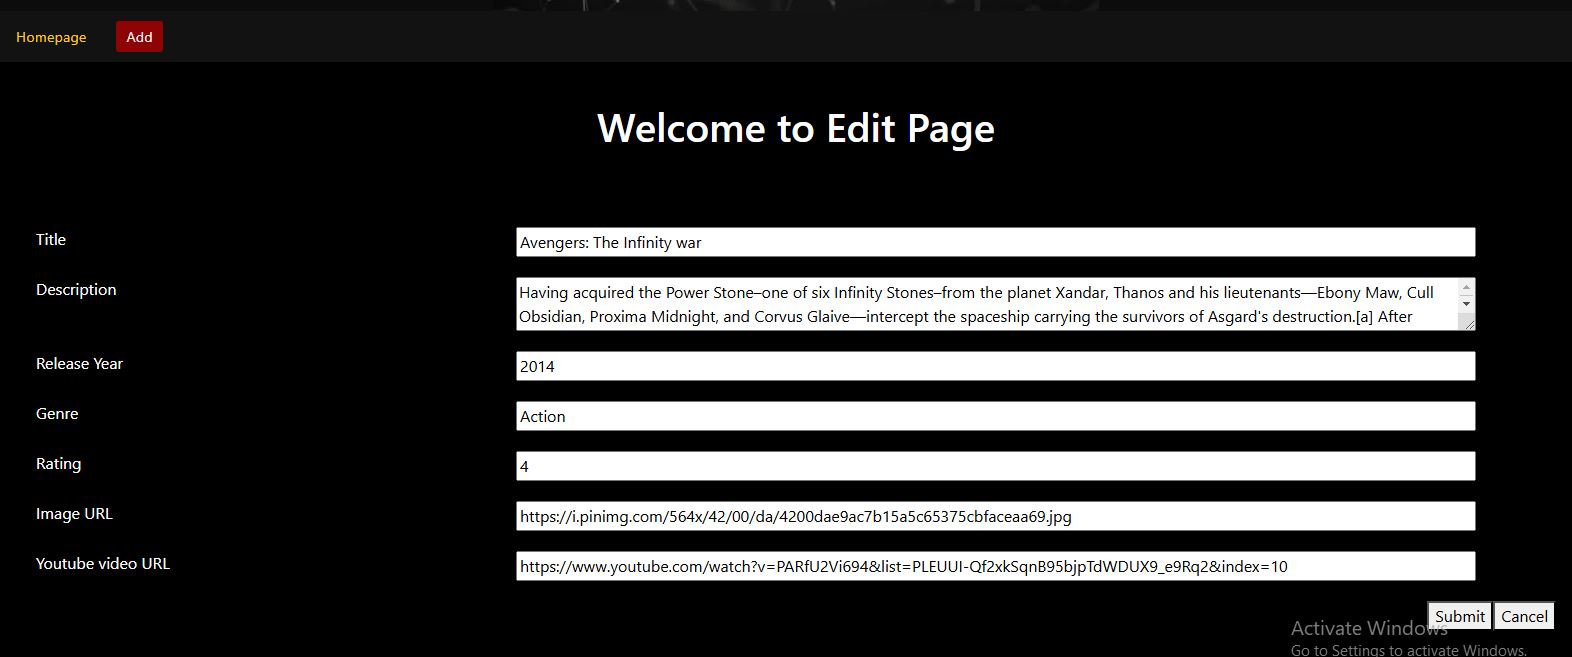 Homepage Add
Welcome to Edit Page
Title Avengers: The Infinity war
Description Having acquired the Power Stone–one of six Infinity Stones–from the planet Xandar, Thanos and his lieutenants—Ebony Maw, Cull
Obsidian, Proxima Midnight, and Corvus Glaive—intercept the spaceship carrying the survivors of Asgard's destruction.[a] After
Release Year 2014
Genre Action
Rating 4
Image URL https://i.pinimg.com/564x/42/00/da/4200dae9ac7b15a5c65375cbfaceaa69.jpg
Youtube video URL https://www.youtube.com/watch?v=PARfU2Vi694&list=PLEUUI-Qf2xkSqnB95bjpTdWDUX9_e9Rq2&index=10
Submit Cancel
Activate Windows
Go to Settings to activate Windows.